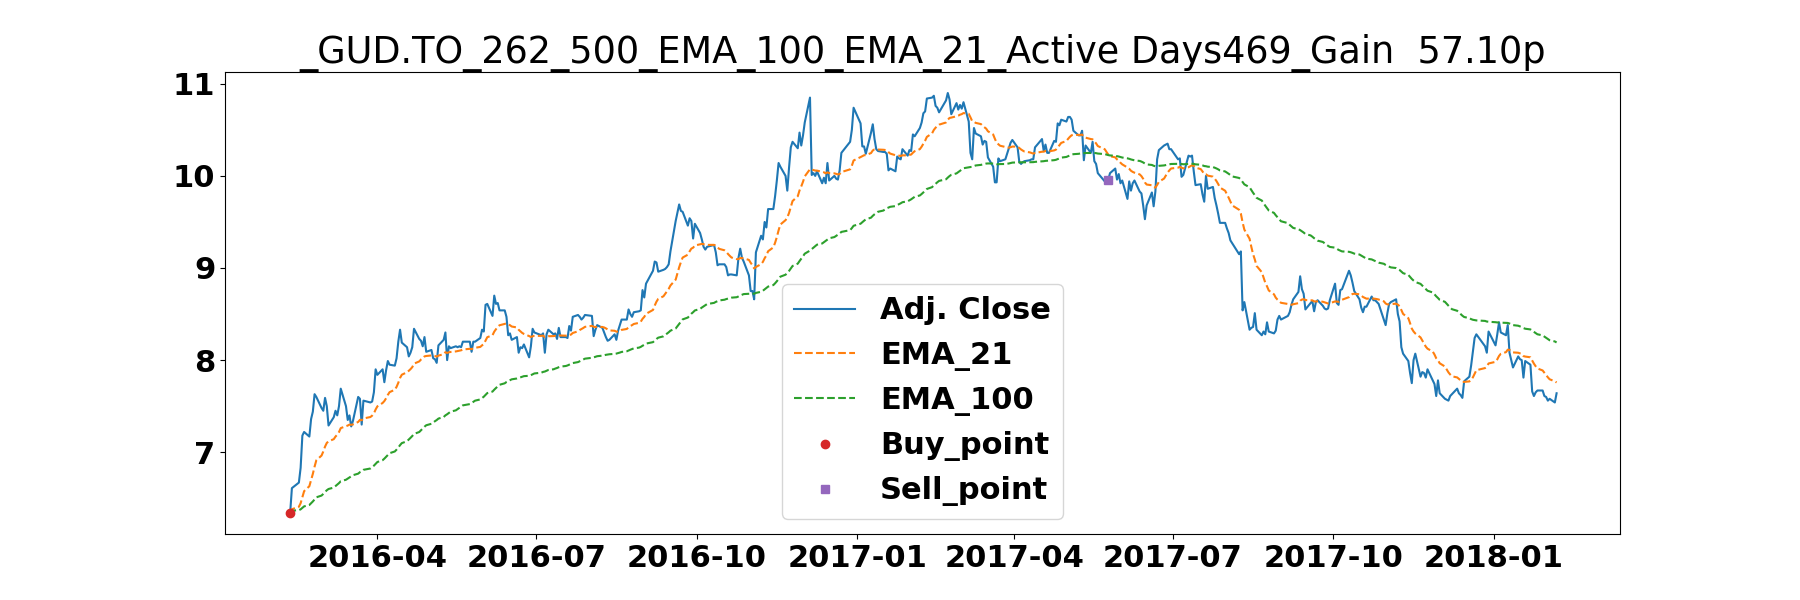 _GUD.TO_262_500_EMA_100_EMA_21_Active Days469_Gain  57.10p
11
10
9
8
7
Adj. Close
EMA_21
EMA_100
Buy_point
Sell_point
2016-04 2016-07 2016-10 2017-01 2017-04 2017-07 2017-10 2018-01